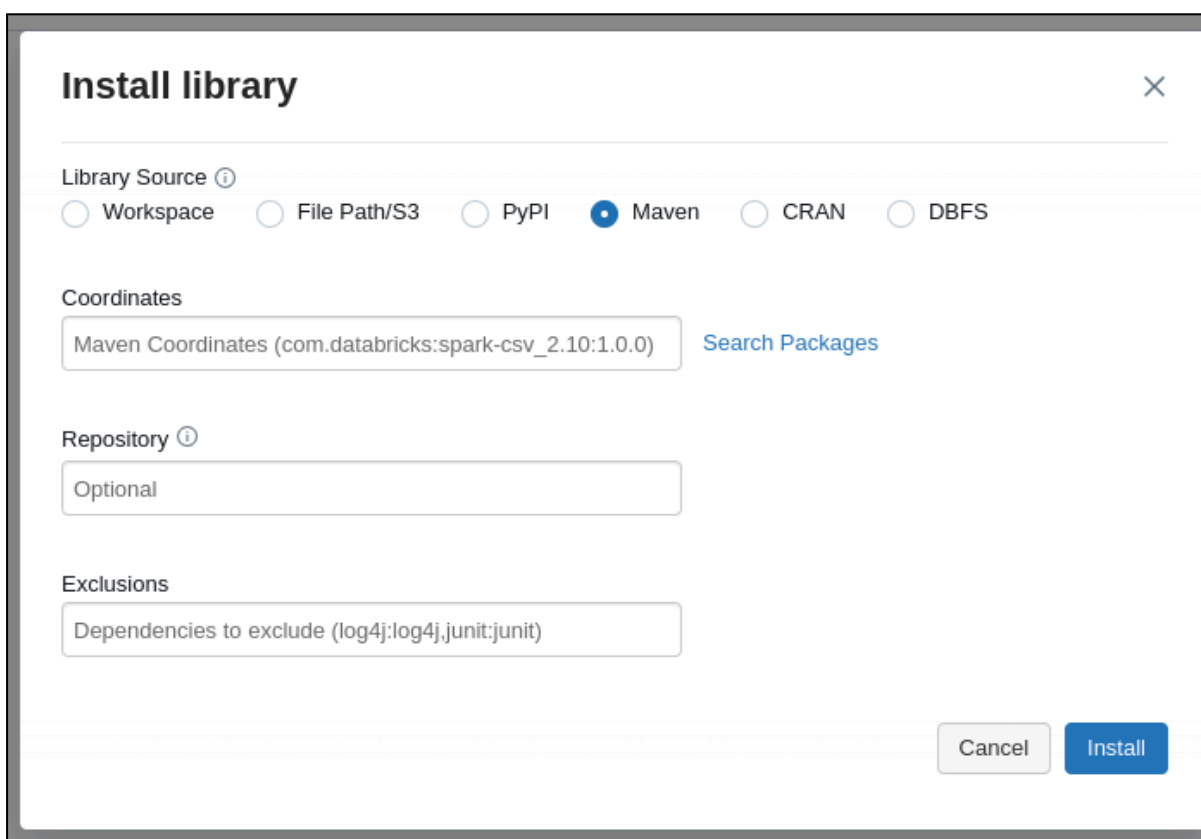 Install library
Library Source
Workspace File Path/S3 PyPI Maven CRAN DBFS
Coordinates
Maven Coordinates (com.databricks:spark-csv_2.10:1.0.0) Search Packages
Repository
Optional
Exclusions
Dependencies to exclude (log4j:log4j,junit:junit)
Cancel Install